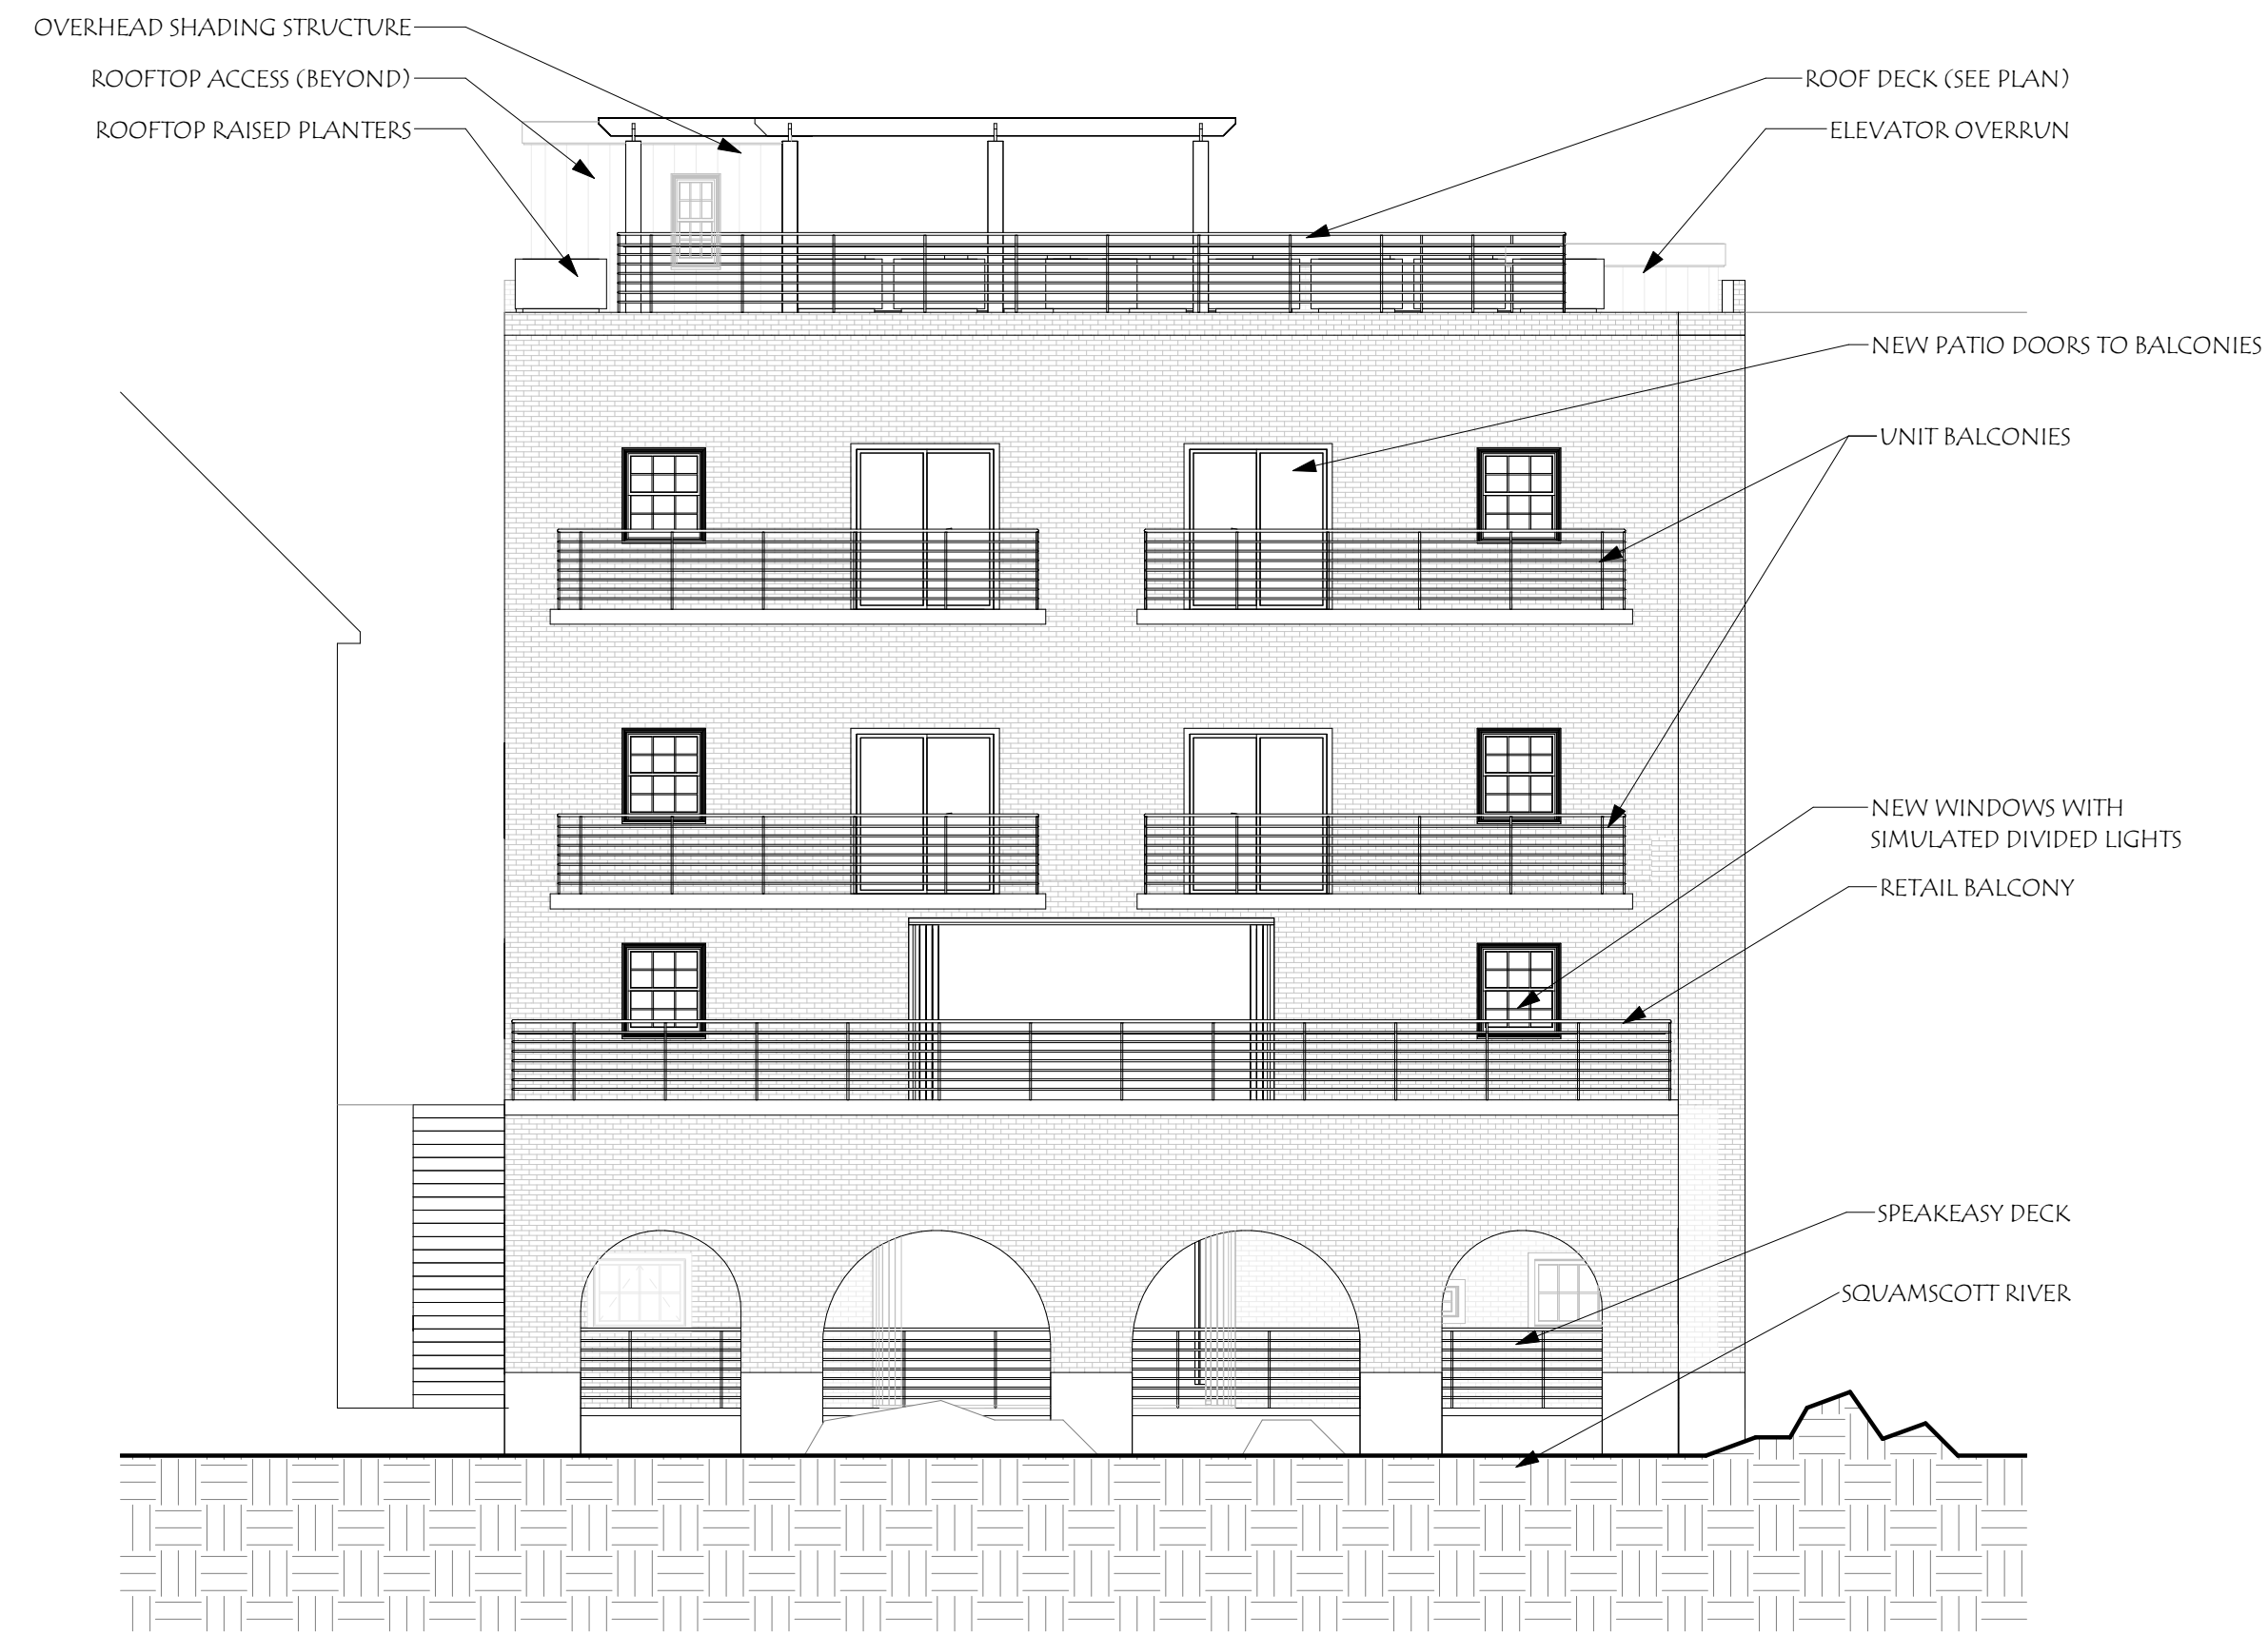 OVERHEAD SHADING STRUCTURE
ROOFTOP ACCESS (BEYOND)
ROOFTOP RAISED PLANTERS
ROOF DECK (SEE PLAN)
ELEVATOR OVERRUN
NEW PATIO DOORS TO BALCONIES
UNIT BALCONIES
NEW WINDOWS WITH
SIMULATED DIVIDED LIGHTS
RETAIL BALCONY
SPEAKEASY DECK
SQUAMSCOTT RIVER